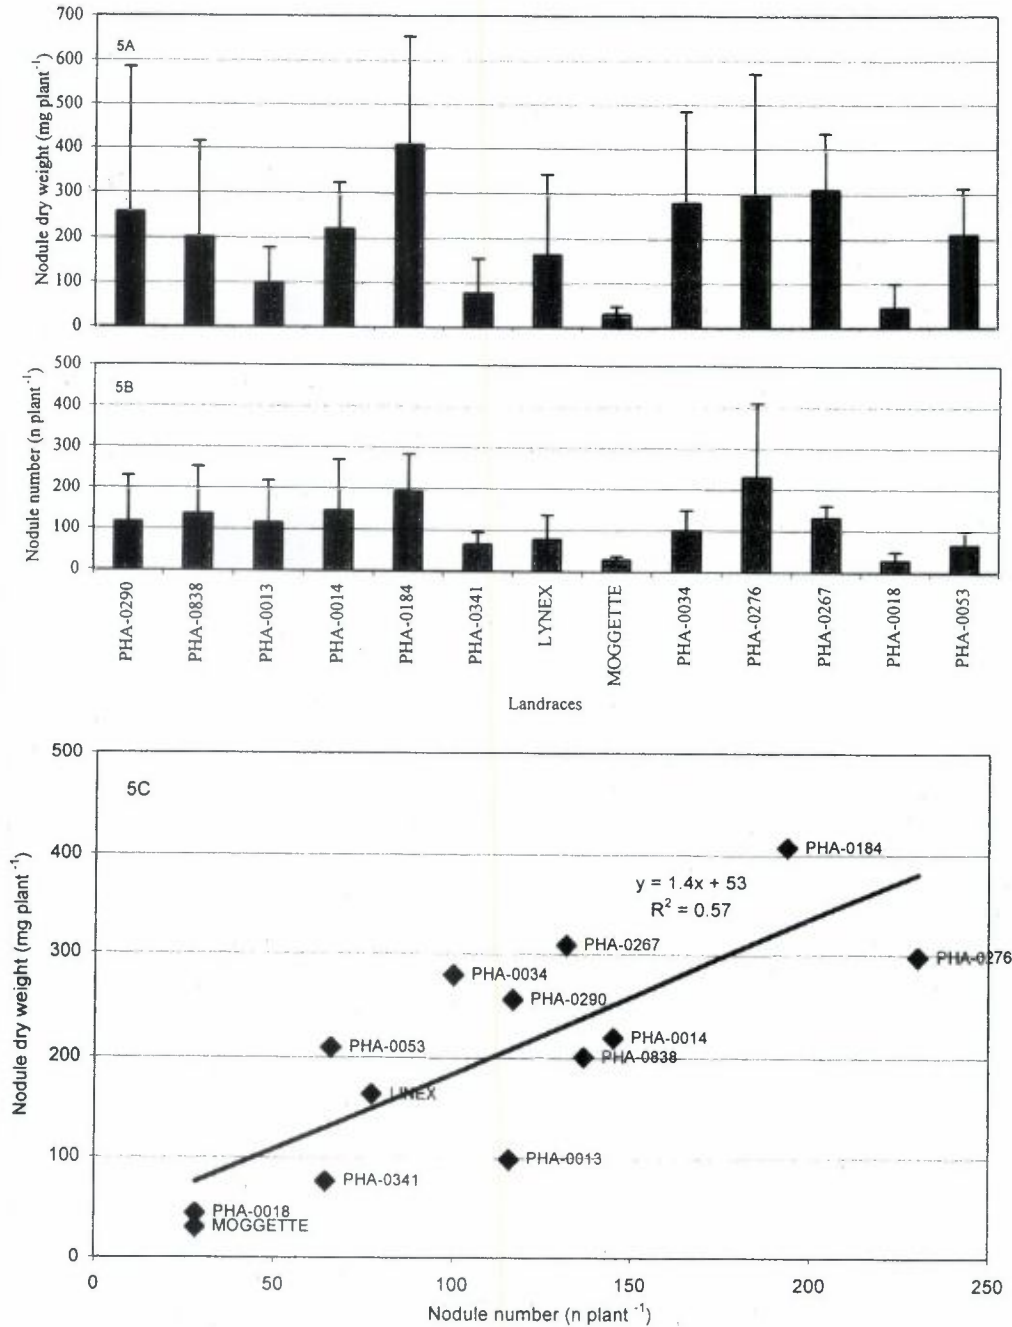 Nodule dry weight (mg plant⁻¹)
700
600
500
400
300
200
100
0
5A
Nodule number (n plant⁻¹)
500
400
300
200
100
0
5B
PHA-0290
PHA-0838
PHA-0013
PHA-0014
PHA-0184
PHA-0341
LYNEX
MOGGETTE
PHA-0034
PHA-0276
PHA-0267
PHA-0018
PHA-0053
Landraces
Nodule dry weight (mg plant⁻¹)
500
400
300
200
100
0
5C
PHA-0184
y = 1.4x + 53
R² = 0.57
PHA-0267
PHA-0276
PHA-0034
PHA-0290
PHA-0014
PHA-0053
PHA-0838
LINEX
PHA-0013
PHA-0341
PHA-0018
MOGGETTE
0 50 100 150 200 250
Nodule number (n plant ⁻¹)